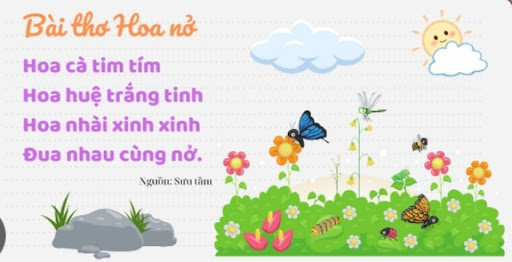 Bài thơ Hoa nở
Hoa cà tim tím
Hoa huệ trắng tinh
Hoa nhài xinh xinh
Đua nhau cùng nở.
Nguồn: Sưu tầm